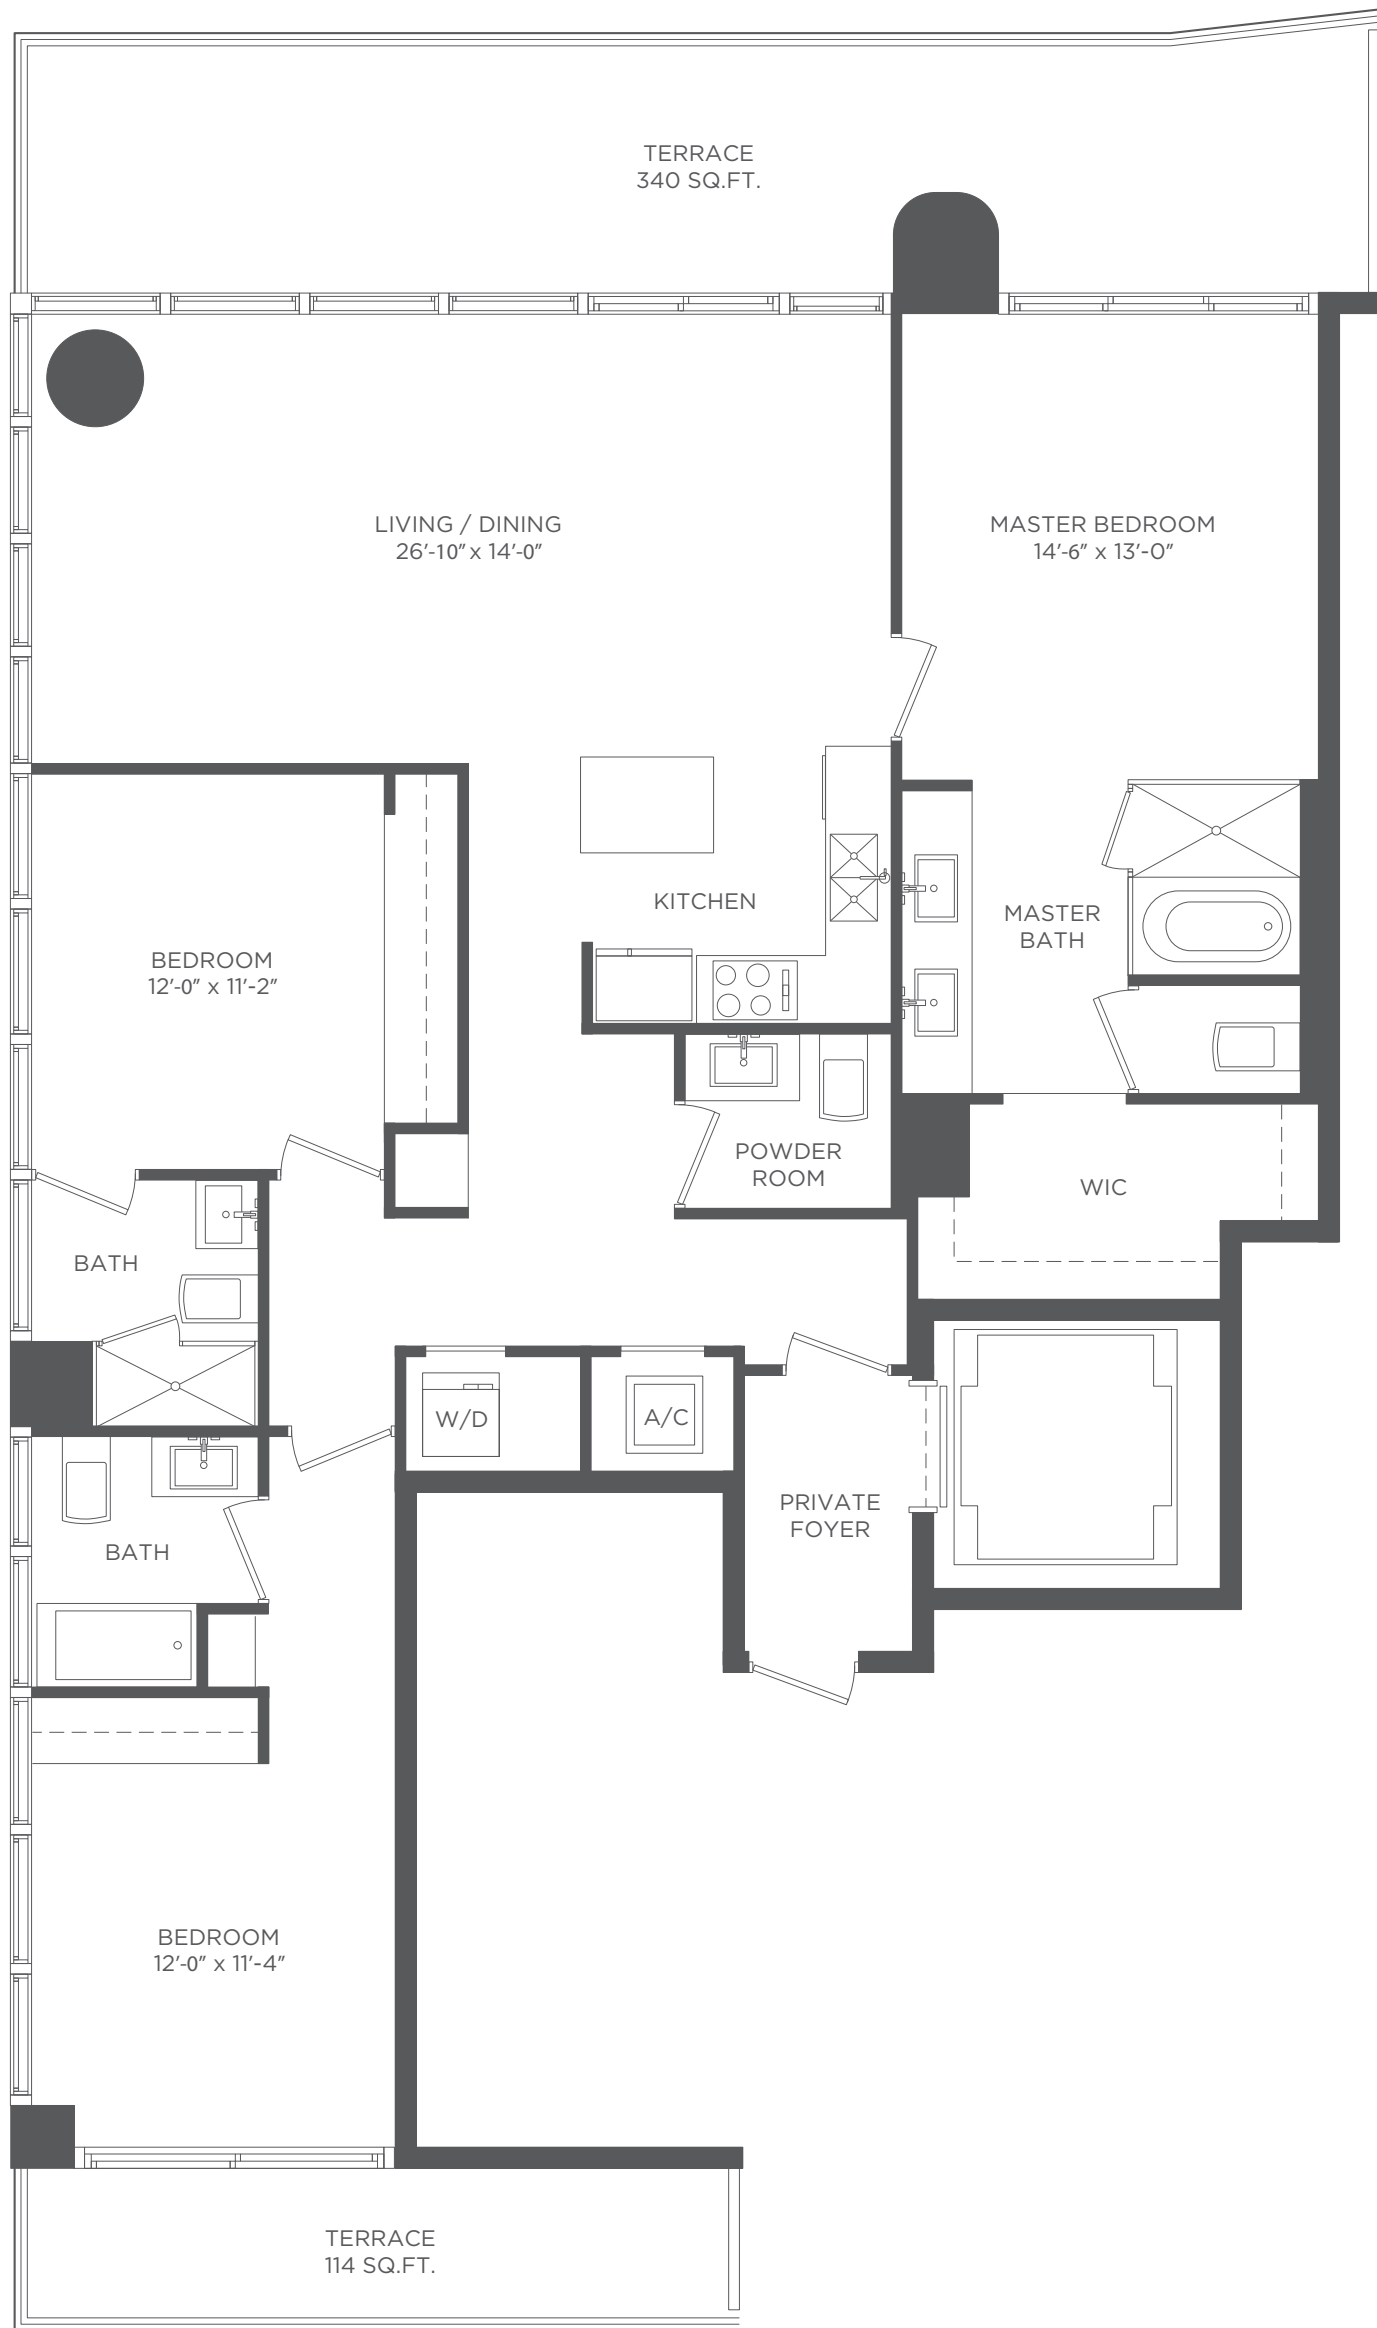 TERRACE
340 SQ.FT.
LIVING / DINING
26'-10" x 14'-0"
MASTER BEDROOM
14'-6" x 13'-0"
KITCHEN
MASTER
BATH
BEDROOM
12'-0" x 11'-2"
POWDER
ROOM
WIC
BATH
W/D
A/C
PRIVATE
FOYER
BATH
BEDROOM
12'-0" x 11'-4"
TERRACE
114 SQ.FT.